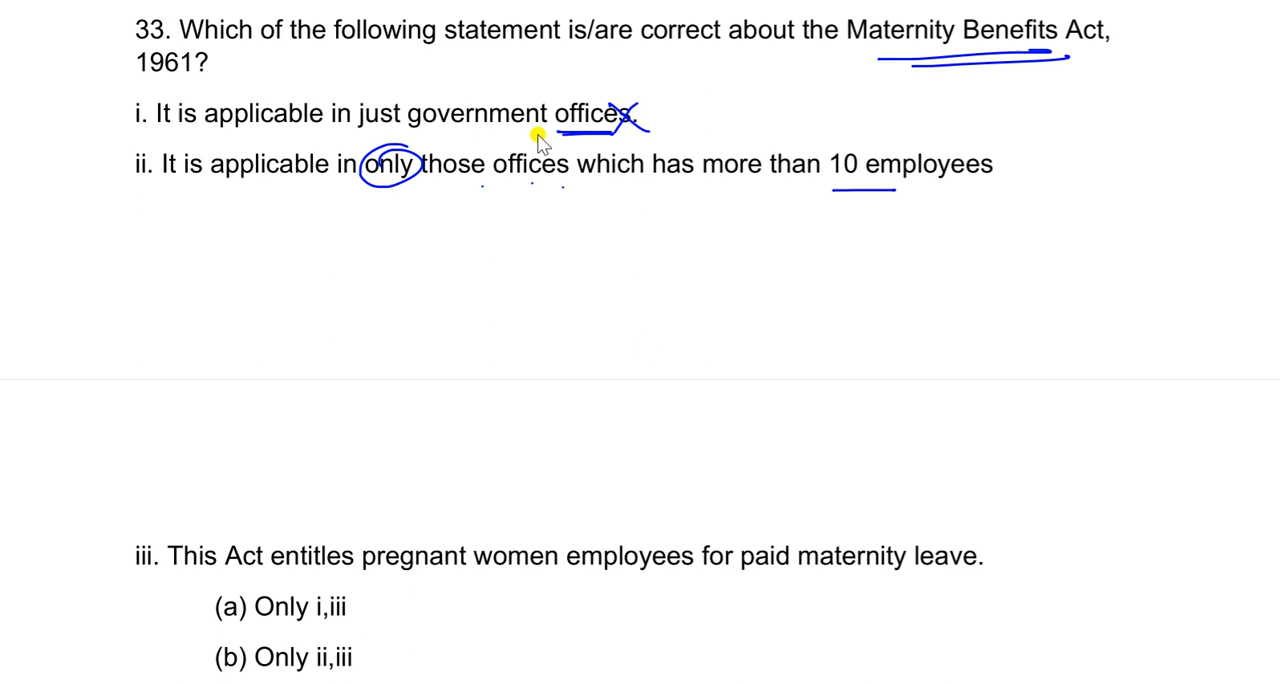 33. Which of the following statement is/are correct about the Maternity Benefits Act,
1961?
i. It is applicable in just government offices.
ii. It is applicable in only those offices which has more than 10 employees
iii. This Act entitles pregnant women employees for paid maternity leave.
(a) Only i,iii
(b) Only ii,iii